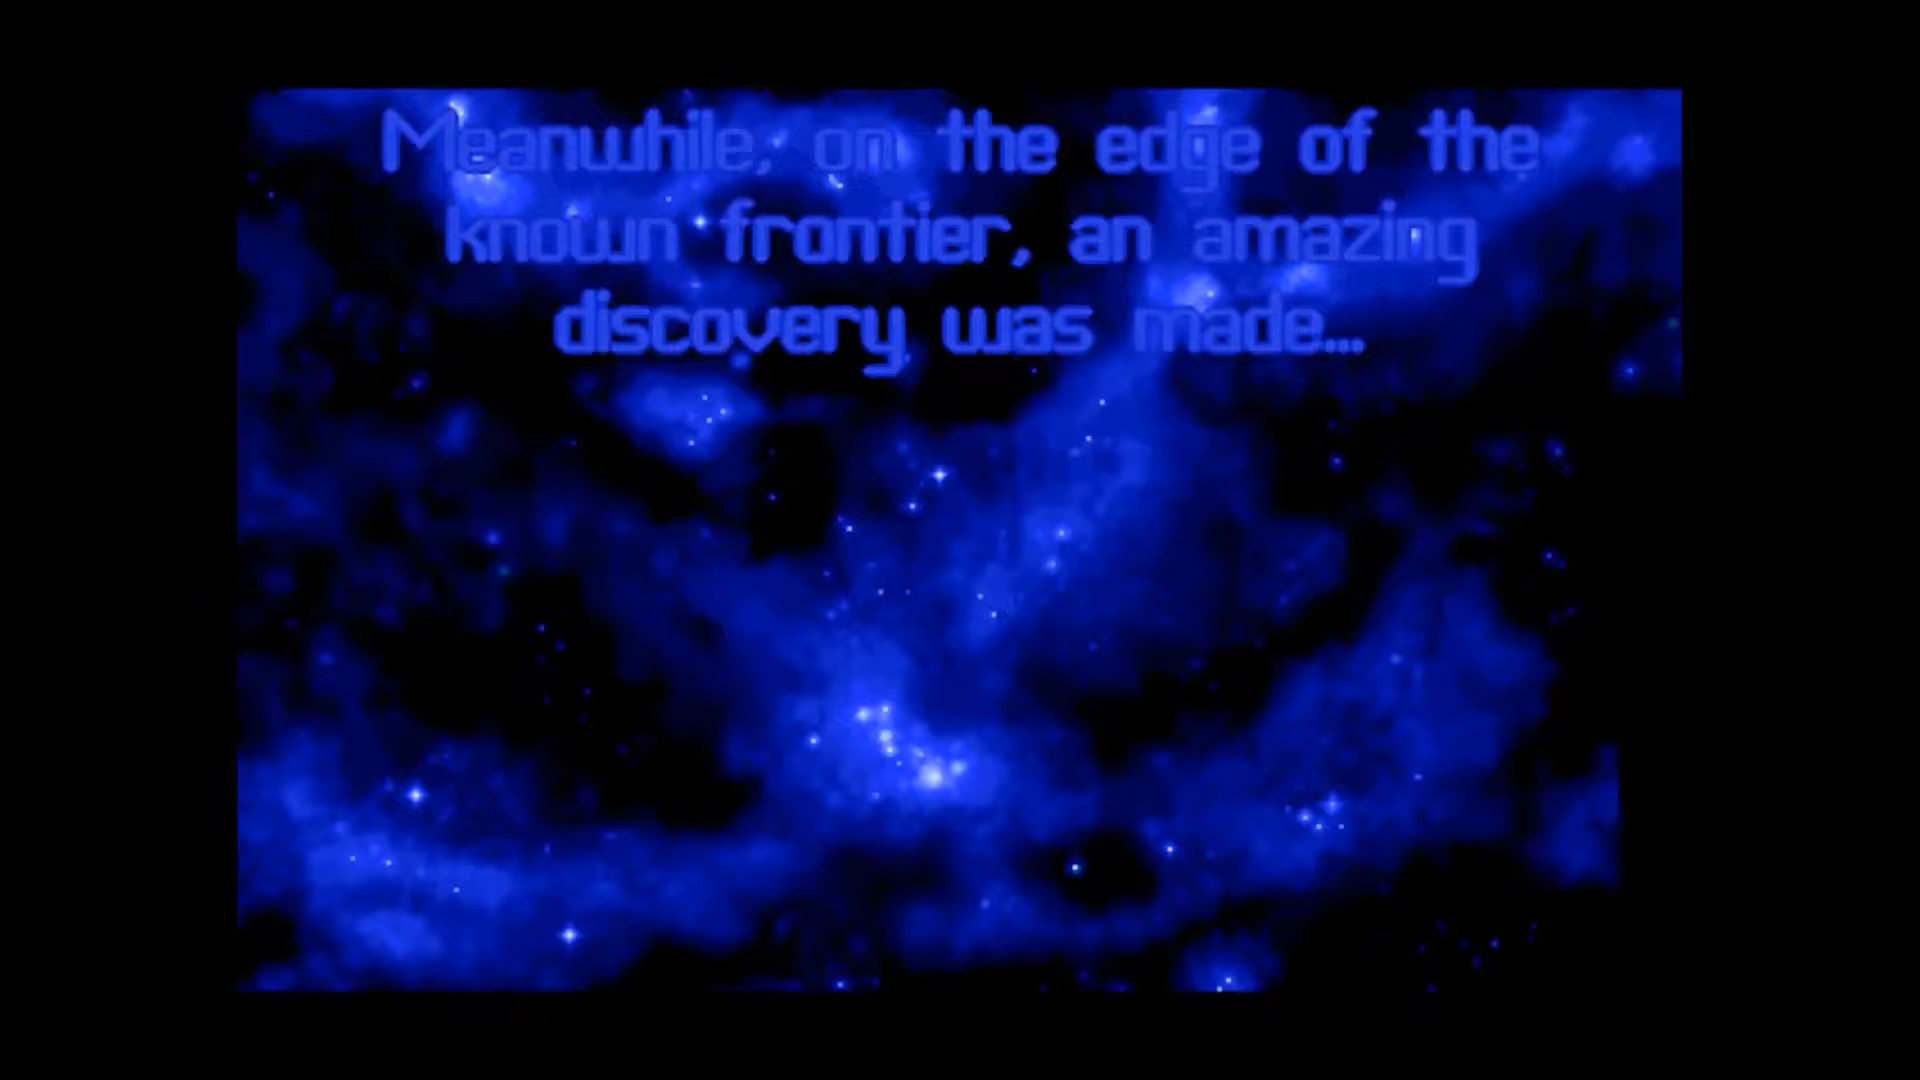 Meanwhile, on the edge of the
known frontier, an amazing
discovery was made...